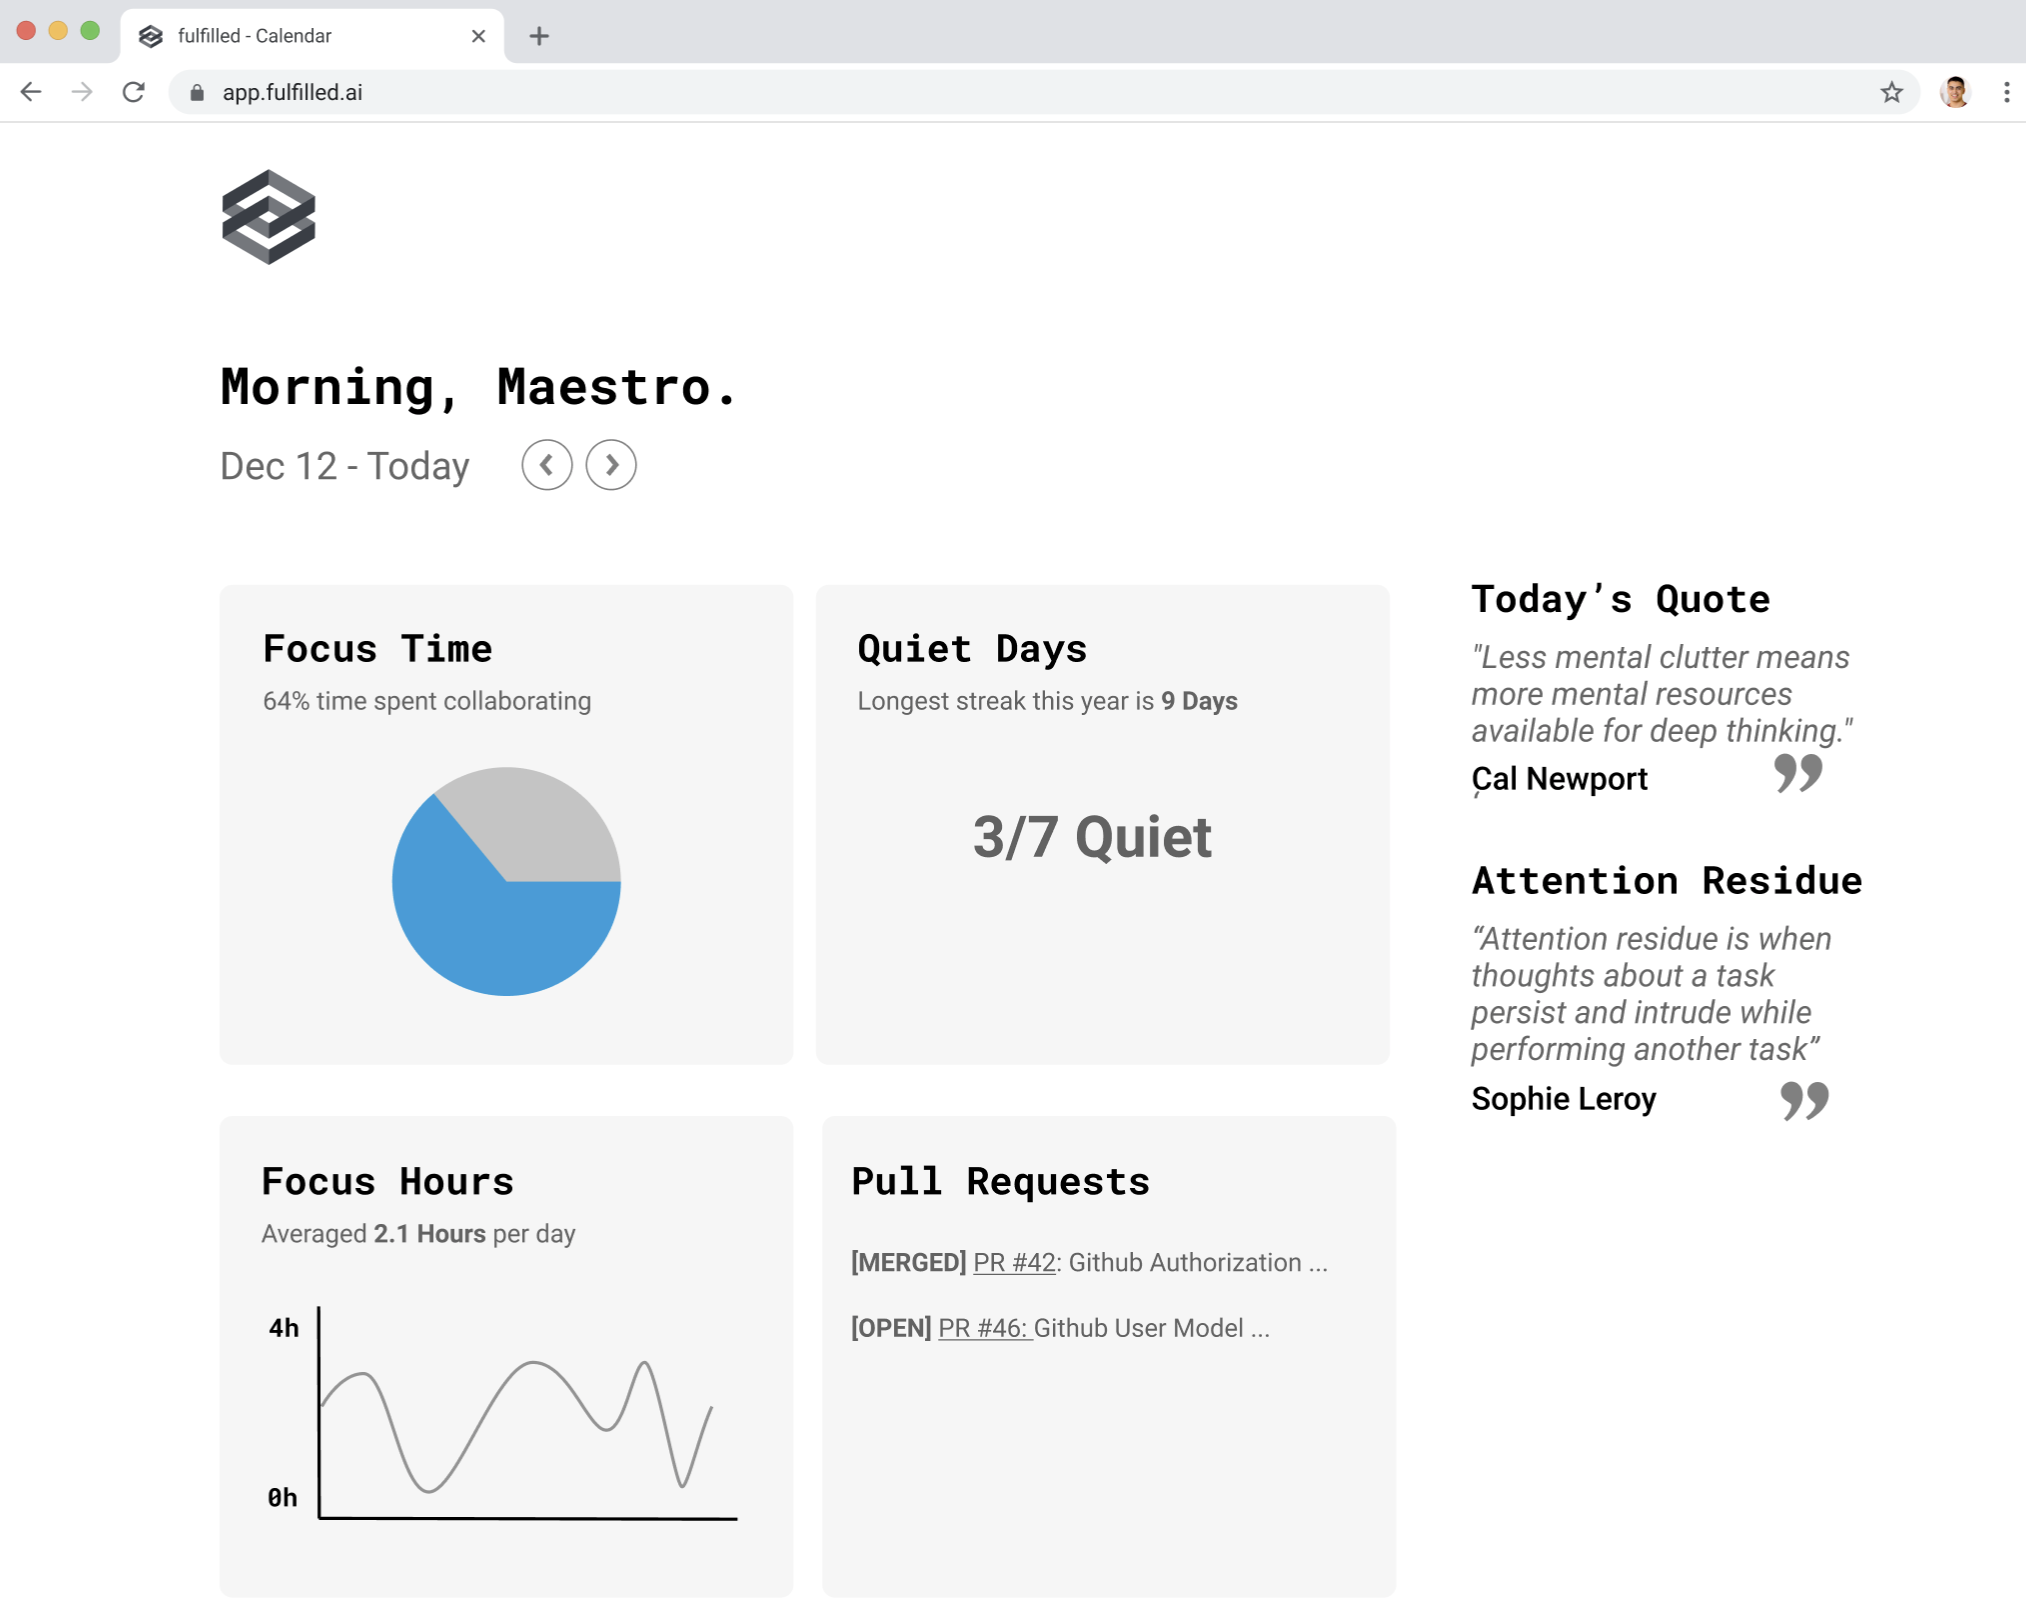 fulfilled - Calendar
app.fulfilled.ai
Morning, Maestro.
Dec 12 - Today
Focus Time
64% time spent collaborating
Quiet Days
Longest streak this year is 9 Days
3/7 Quiet
Today’s Quote
"Less mental clutter means
more mental resources
available for deep thinking."
Cal Newport
Attention Residue
“Attention residue is when
thoughts about a task
persist and intrude while
performing another task”
Sophie Leroy
Focus Hours
Averaged 2.1 Hours per day
4h
0h
Pull Requests
[MERGED] PR #42: Github Authorization ...
[OPEN] PR #46: Github User Model ...